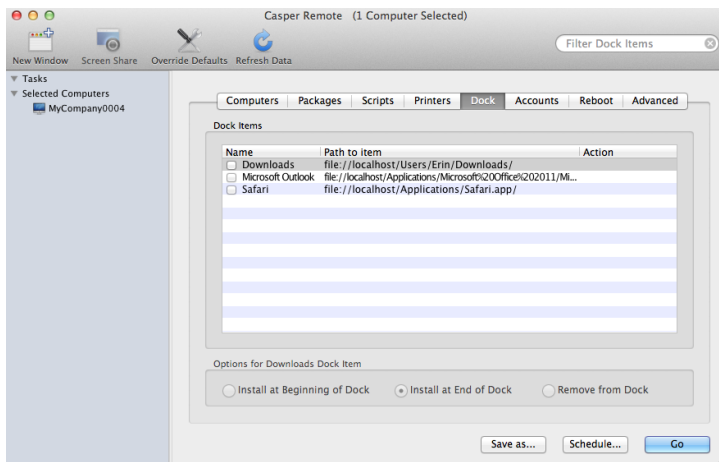 Casper Remote (1 Computer Selected)
Filter Dock Items
New Window Screen Share Override Defaults Refresh Data
Tasks
Selected Computers
MyCompany0004
Computers Packages Scripts Printers Dock Accounts Reboot Advanced
Dock Items
Name Path to item Action
Downloads file://localhost/Users/Erin/Downloads/
Microsoft Outlook file://localhost/Applications/Microsoft%20Office%202011/Mi...
Safari file://localhost/Applications/Safari.app/
Options for Downloads Dock Item
Install at Beginning of Dock Install at End of Dock Remove from Dock
Save as... Schedule... Go